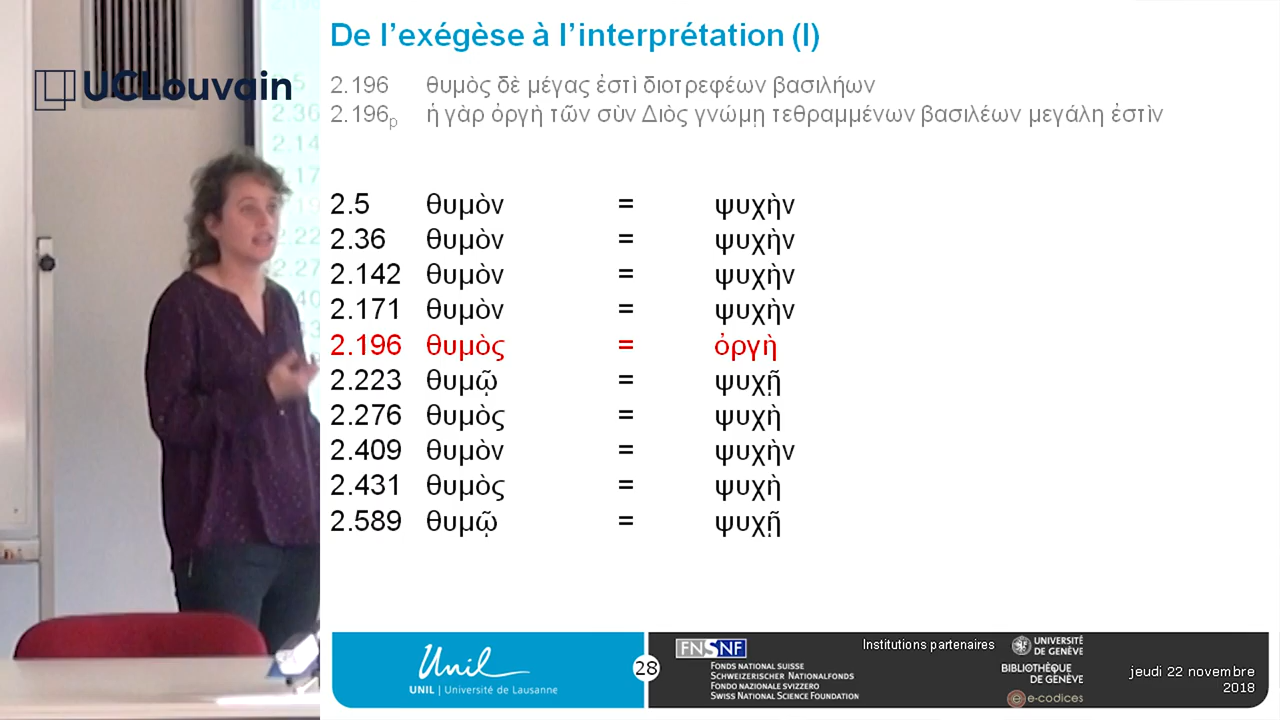 De l’exégèse à l’interprétation (I)
UCLouvain
2.196 θυμὸς δὲ μέγας ἐστὶ διοτρεφέων βασιλήων
2.196p ἡ γὰρ ὀργὴ τῶν σὺν Διὸς γνώμῃ τεθραμμένων βασιλέων μεγάλη ἐστὶν
2.5 θυμὸν = ψυχὴν
2.36 θυμὸν = ψυχὴν
2.142 θυμὸν = ψυχὴν
2.171 θυμὸν = ψυχὴν
2.196 θυμὸς = ὀργὴ
2.223 θυμῷ = ψυχῇ
2.276 θυμὸς = ψυχὴ
2.409 θυμὸν = ψυχὴν
2.431 θυμὸς = ψυχὴ
2.589 θυμῷ = ψυχῇ
Unil
UNIL | Université de Lausanne
28
FNSNF
FONDS NATIONAL SUISSE
SCHWEIZERISCHER NATIONALFONDS
FONDO NAZIONALE SVIZZERO
SWISS NATIONAL SCIENCE FOUNDATION
Institutions partenaires
UNIVERSITÉ
DE GENÈVE
BIBLIOTHÈQUE
DE GENÈVE
e-codices
jeudi 22 novembre
2018